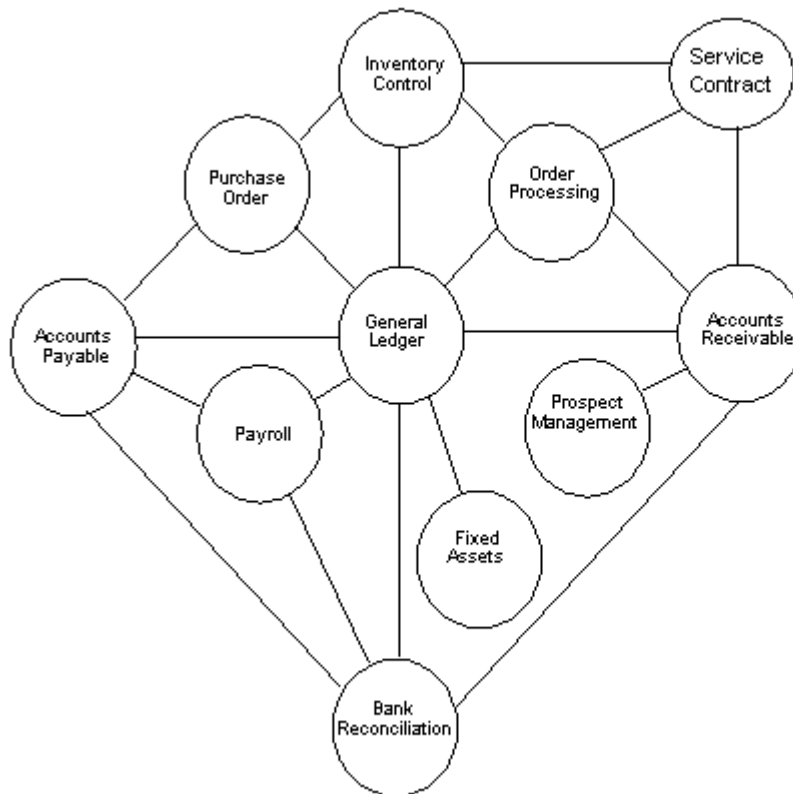 Inventory
Control
Service
Contract
Purchase
Order
Order
Processing
Accounts
Payable
General
Ledger
Accounts
Receivable
Payroll
Prospect
Management
Fixed
Assets
Bank
Reconciliation